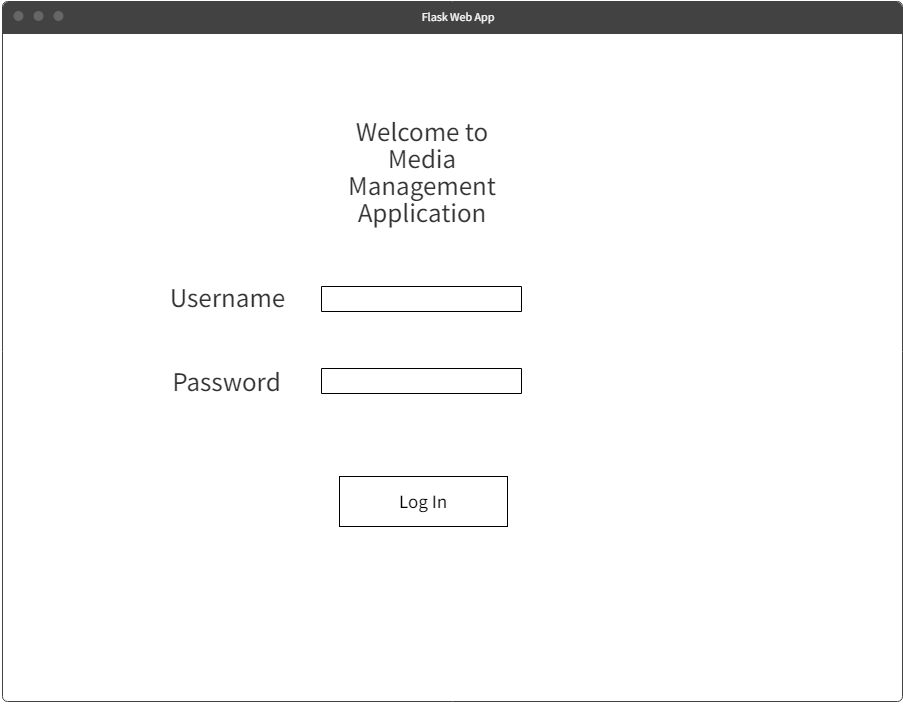 Flask Web App
Welcome to
Media
Management
Application
Username
Password
Log In